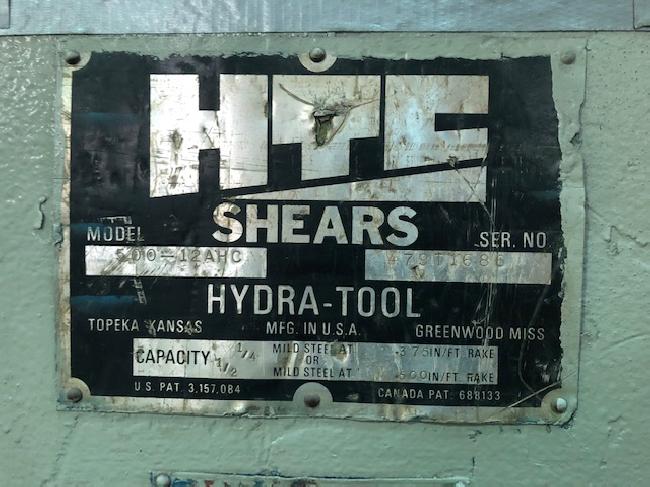 HTC
SHEARS
MODEL SER. NO.
500-12AHC 479T1686
HYDRA-TOOL
TOPEKA KANSAS MFG. IN U.S.A. GREENWOOD MISS
CAPACITY 1/4 MILD STEEL AT .375IN/FT. RAKE
OR
1/2 MILD STEEL AT .500IN/FT. RAKE
U.S. PAT. 3,157,084 CANADA PAT: 688133